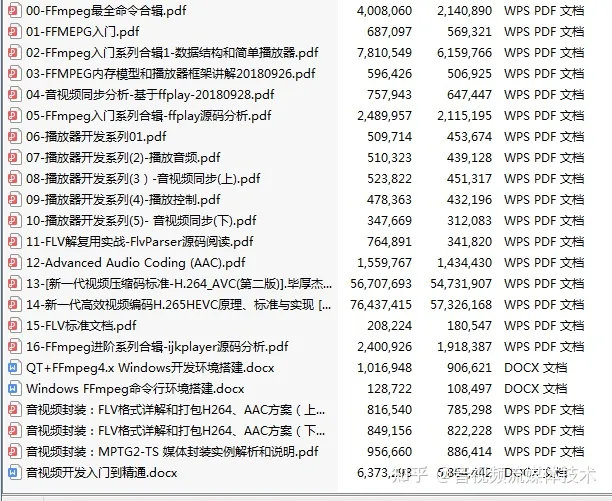 00-FFmpeg最全命令合辑.pdf 4,008,060 2,140,890 WPS PDF 文档
01-FFMEPG入门.pdf 687,097 569,321 WPS PDF 文档
02-FFmpeg入门系列合辑1-数据结构和简单播放器.pdf 7,810,549 6,159,766 WPS PDF 文档
03-FFMPEG内存模型和播放器框架讲解20180926.pdf 596,426 506,925 WPS PDF 文档
04-音视频同步分析-基于ffplay-20180928.pdf 757,943 647,447 WPS PDF 文档
05-FFmpeg入门系列合辑-ffplay源码分析.pdf 2,489,957 2,115,195 WPS PDF 文档
06-播放器开发系列01.pdf 509,714 453,674 WPS PDF 文档
07-播放器开发系列(2)-播放音频.pdf 510,323 439,128 WPS PDF 文档
08-播放器开发系列(3）-音视频同步(上).pdf 523,822 451,317 WPS PDF 文档
09-播放器开发系列(4)-播放控制.pdf 478,363 432,196 WPS PDF 文档
10-播放器开发系列(5)- 音视频同步(下).pdf 347,669 312,083 WPS PDF 文档
11-FLV解复用实战-FlvParser源码阅读.pdf 764,891 341,820 WPS PDF 文档
12-Advanced Audio Coding (AAC).pdf 1,559,767 1,434,430 WPS PDF 文档
13-[新一代视频压缩码标准-H.264_AVC(第二版)].毕厚杰... 56,707,693 54,731,907 WPS PDF 文档
14-新一代高效视频编码H.265HEVC原理、标准与实现 [... 76,437,415 57,326,168 WPS PDF 文档
15-FLV标准文档.pdf 208,224 180,547 WPS PDF 文档
16-FFmpeg进阶系列合辑-ijkplayer源码分析.pdf 2,400,926 1,918,387 WPS PDF 文档
QT+FFmpeg4.x Windows开发环境搭建.docx 1,016,948 906,621 DOCX 文档
Windows FFmpeg命令行环境搭建.docx 128,722 108,497 DOCX 文档
音视频封装：FLV格式详解和打包H264、AAC方案（上... 816,540 785,298 WPS PDF 文档
音视频封装：FLV格式详解和打包H264、AAC方案（下... 849,156 822,228 WPS PDF 文档
音视频封装：MPTG2-TS 媒体封装实例解析和说明.pdf 956,660 886,414 WPS PDF 文档
音视频开发入门到精通.docx DOCX 文档
知乎 @音视频流媒体技术